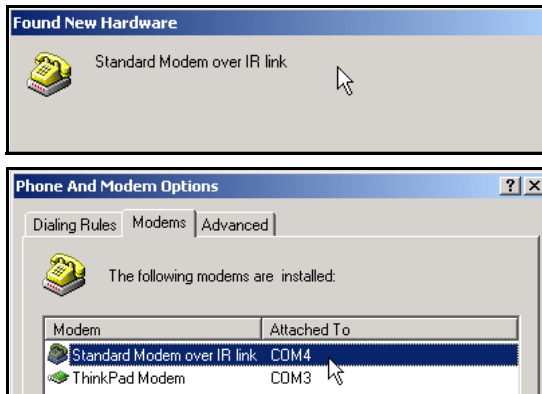 Found New Hardware
Standard Modem over IR link
Phone And Modem Options
Dialing Rules Modems Advanced
The following modems are installed:
Modem Attached To
Standard Modem over IR link COM4
ThinkPad Modem COM3